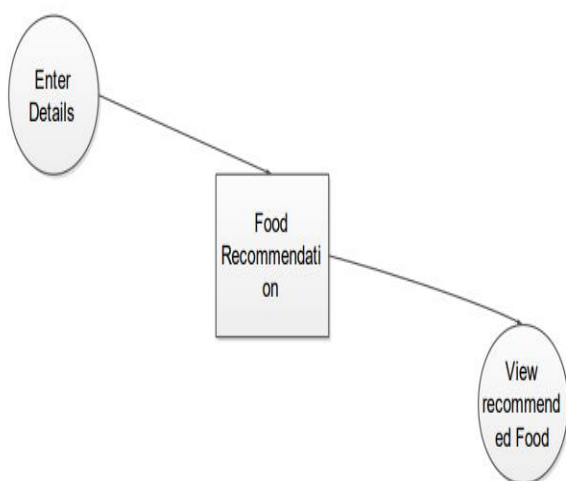 Enter
Details
Food
Recommendati
on
View
recommend
ed Food